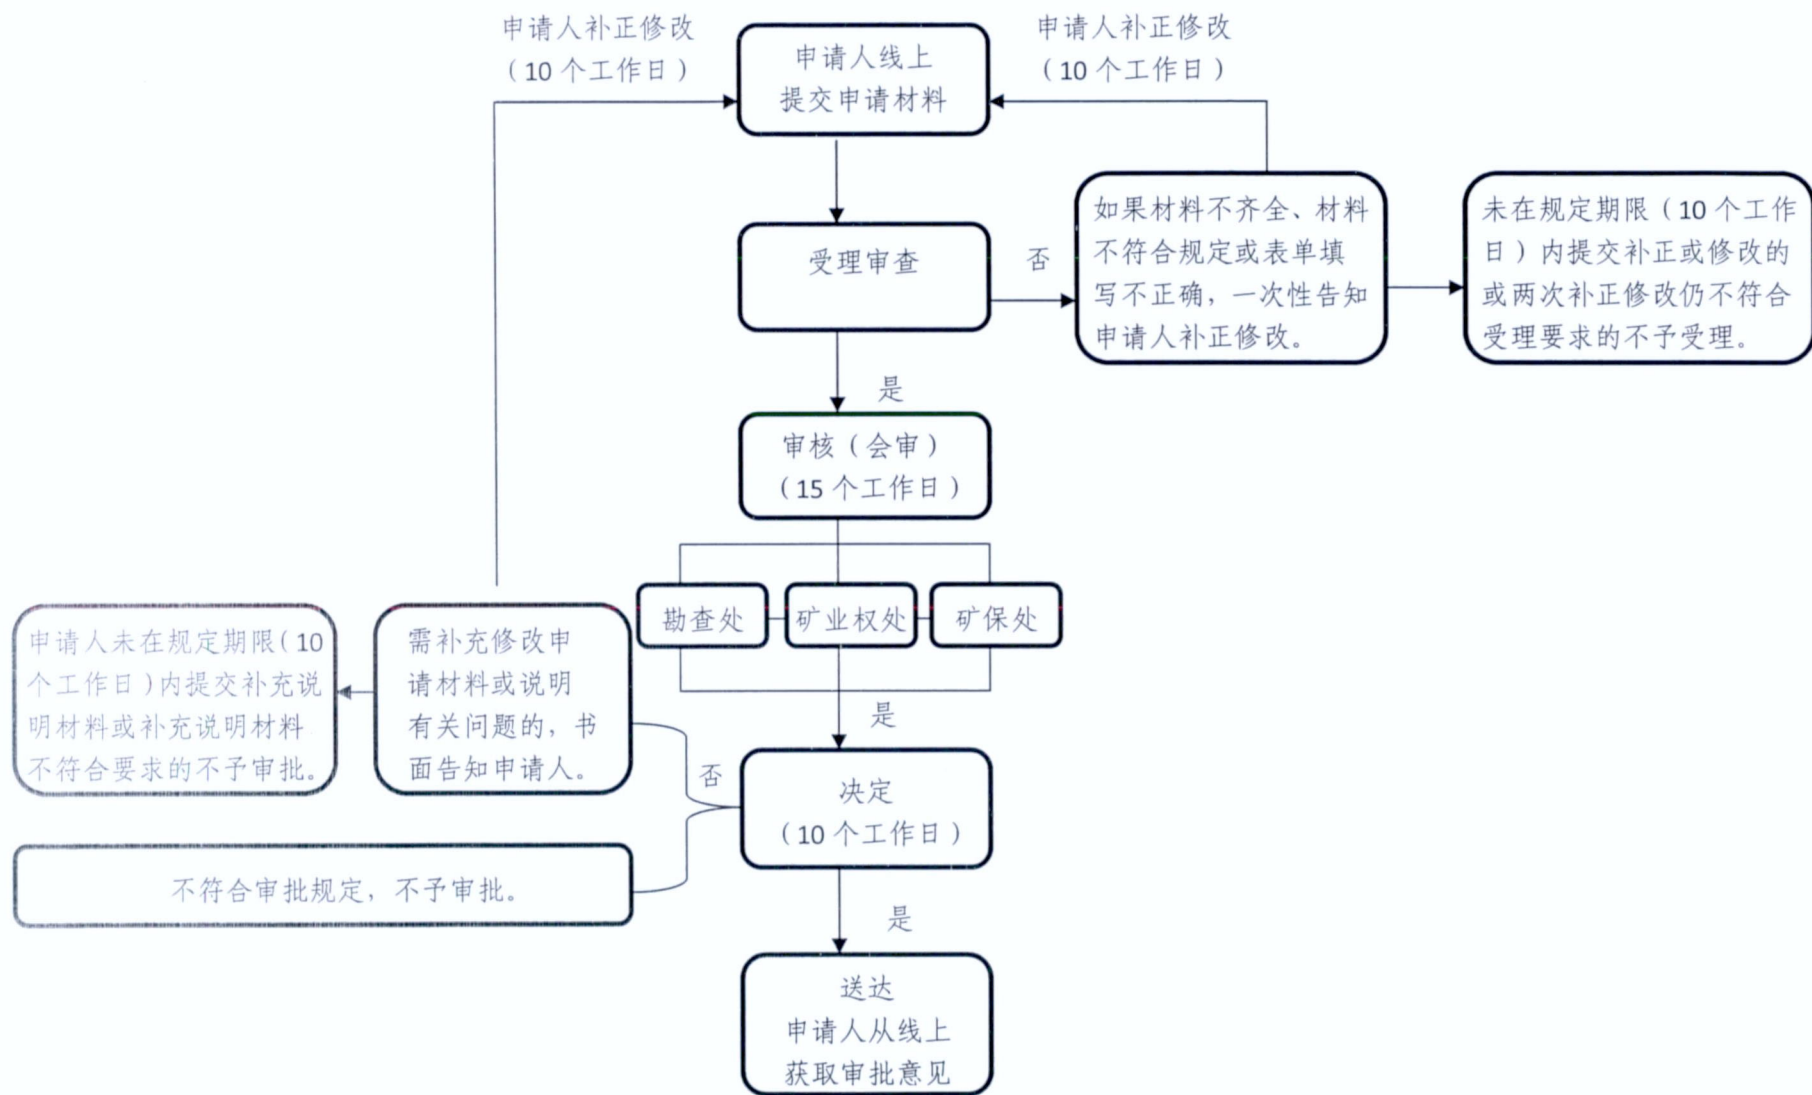 申请人补正修改
（10 个工作日）
申请人线上
提交申请材料
申请人补正修改
（10 个工作日）
受理审查
否
如果材料不齐全、材料
不符合规定或表单填
写不正确，一次性告知
申请人补正修改。
未在规定期限（10 个工作
日）内提交补正或修改的
或两次补正修改仍不符合
受理要求的不予受理。
是
审核（会审）
（15 个工作日）
勘查处
矿业权处
矿保处
申请人未在规定期限（10
个工作日）内提交补充说
明材料或补充说明材料
不符合要求的不予审批。
需补充修改申
请材料或说明
有关问题的，书
面告知申请人。
是
否
决定
（10 个工作日）
不符合审批规定，不予审批。
是
送达
申请人从线上
获取审批意见